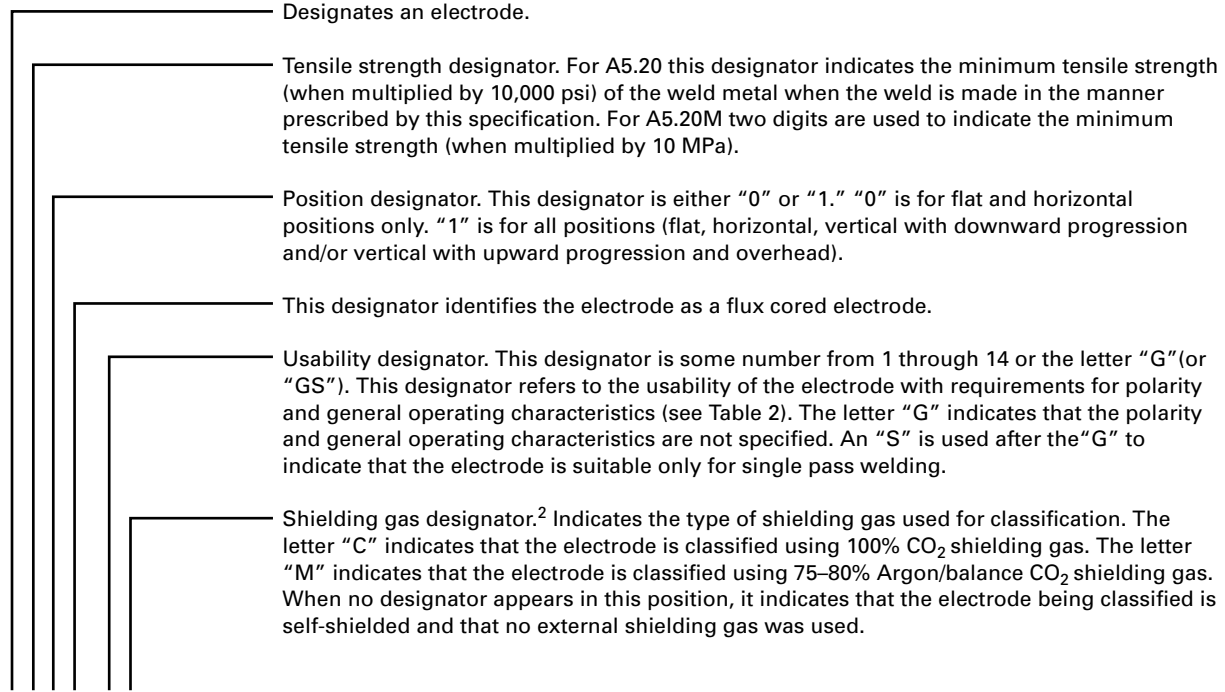 Designates an electrode.
Tensile strength designator. For A5.20 this designator indicates the minimum tensile strength
(when multiplied by 10,000 psi) of the weld metal when the weld is made in the manner
prescribed by this specification. For A5.20M two digits are used to indicate the minimum
tensile strength (when multiplied by 10 MPa).
Position designator. This designator is either “0” or “1.” “0” is for flat and horizontal
positions only. “1” is for all positions (flat, horizontal, vertical with downward progression
and/or vertical with upward progression and overhead).
This designator identifies the electrode as a flux cored electrode.
Usability designator. This designator is some number from 1 through 14 or the letter “G”(or
“GS”). This designator refers to the usability of the electrode with requirements for polarity
and general operating characteristics (see Table 2). The letter “G” indicates that the polarity
and general operating characteristics are not specified. An “S” is used after the“G” to
indicate that the electrode is suitable only for single pass welding.
Shielding gas designator.² Indicates the type of shielding gas used for classification. The
letter “C” indicates that the electrode is classified using 100% CO₂ shielding gas. The letter
“M” indicates that the electrode is classified using 75–80% Argon/balance CO₂ shielding gas.
When no designator appears in this position, it indicates that the electrode being classified is
self-shielded and that no external shielding gas was used.